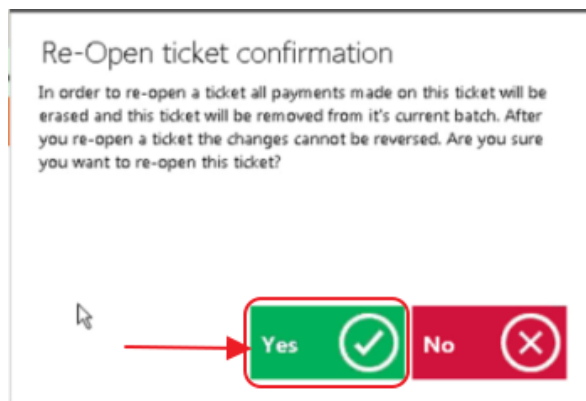 Re-Open ticket confirmation
In order to re-open a ticket all payments made on this ticket will be
erased and this ticket will be removed from it's current batch. After
you re-open a ticket the changes cannot be reversed. Are you sure
you want to re-open this ticket?
Yes No